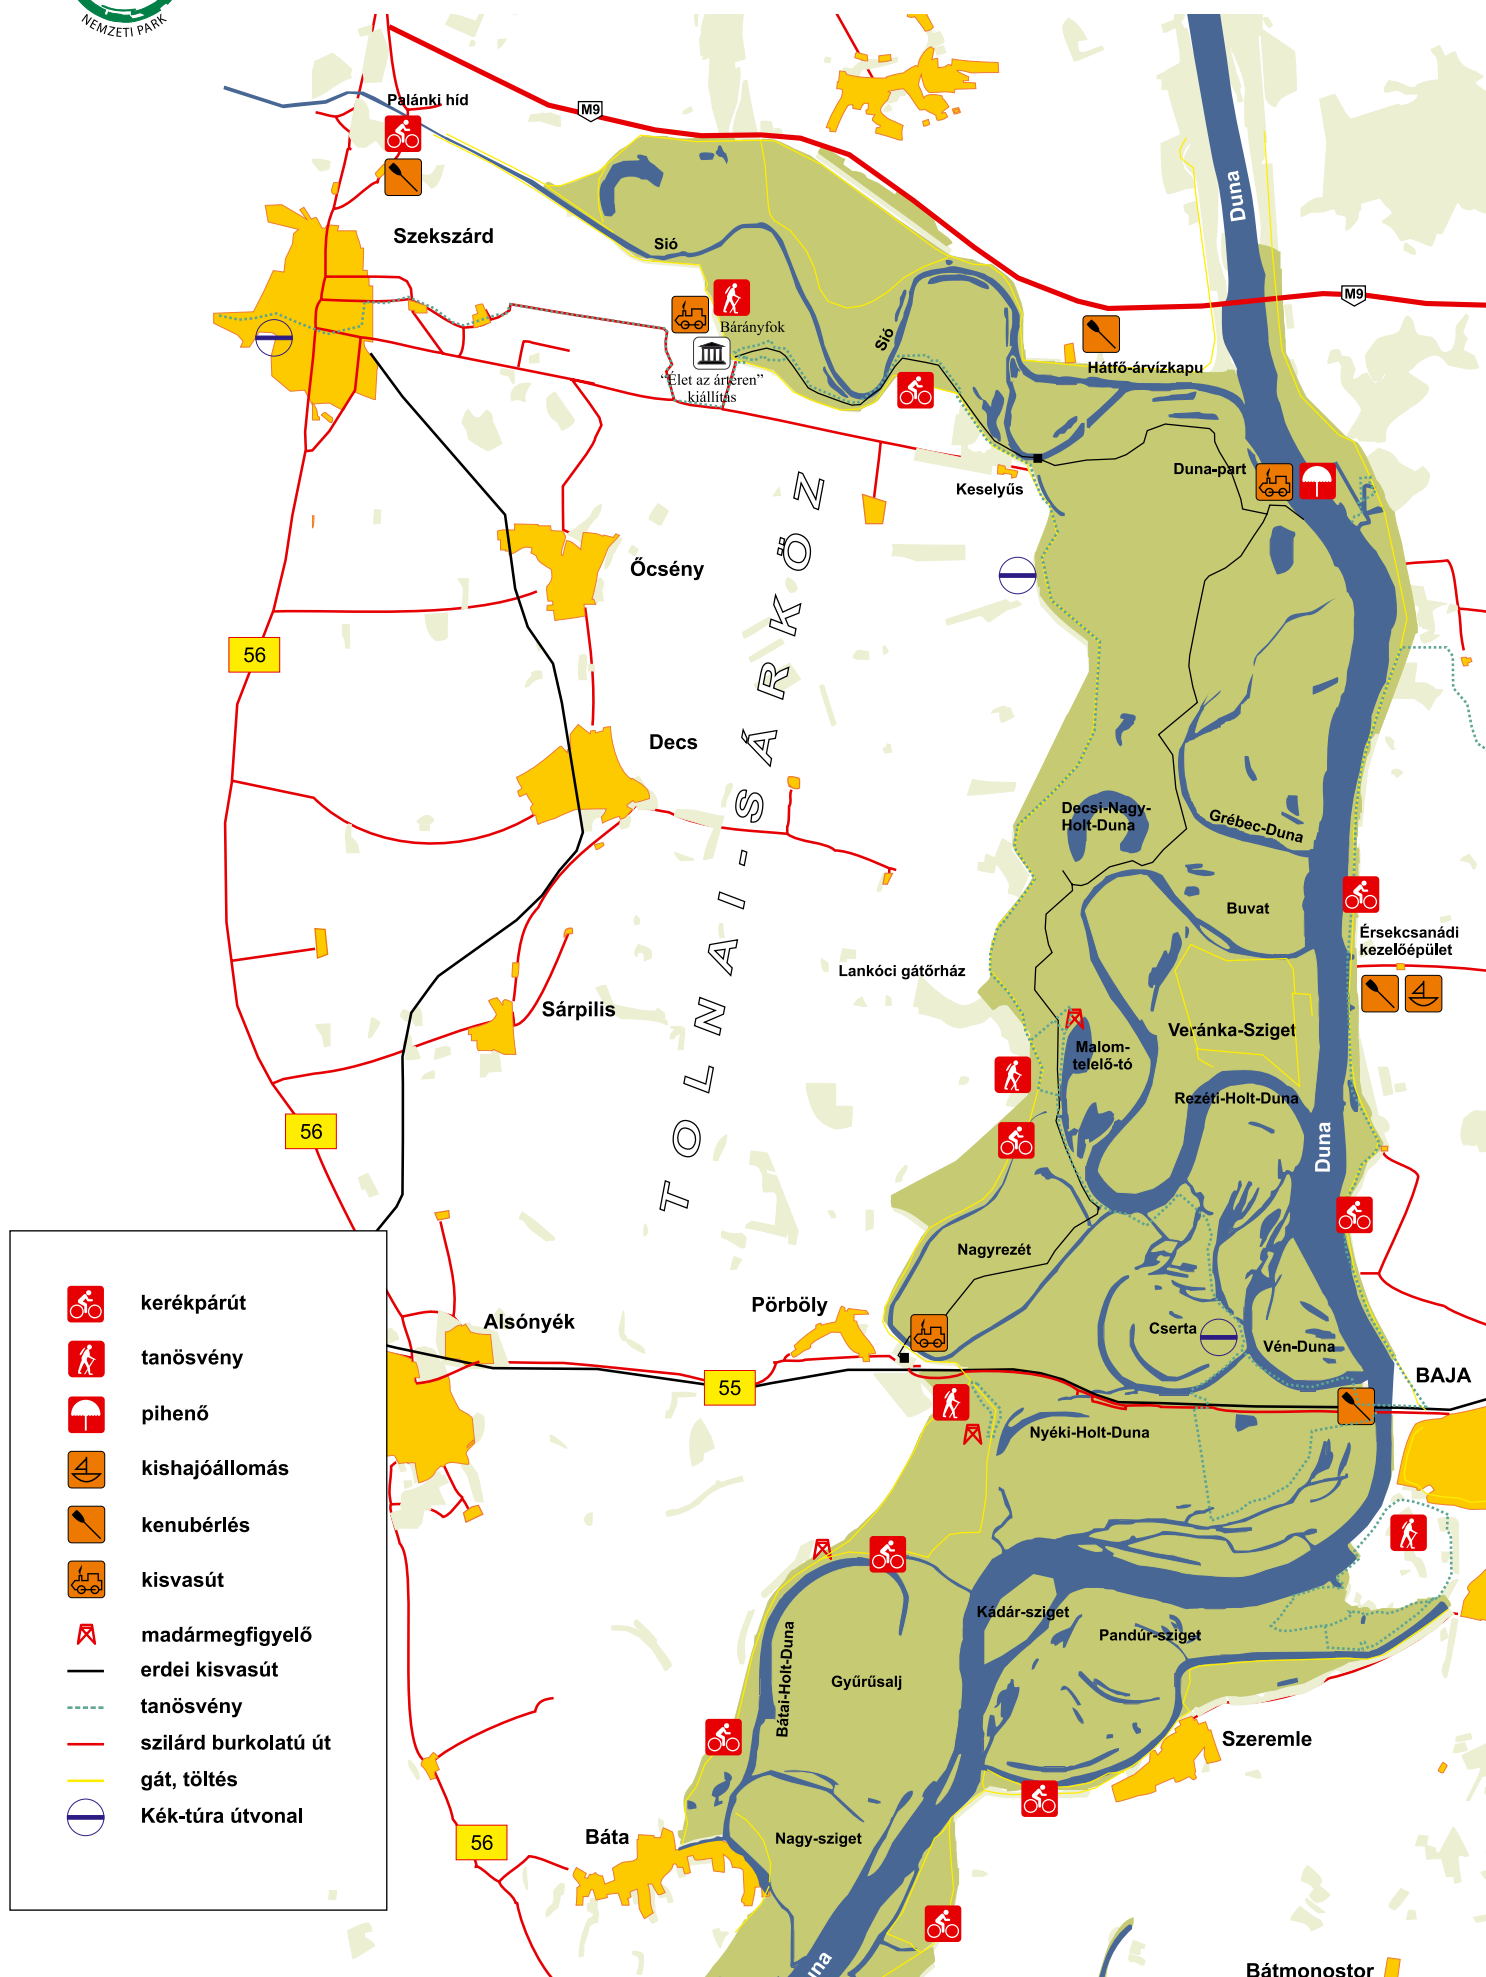 NEMZETI PARK
Palánki híd
M9
Szekszárd
Duna
Sió
Sió
M9
Bárányfok
"Élet az ártéren"
kiállítás
Hátfő-árvízkapu
Duna-part
Keselyűs
Őcsény
TOLNAI-SÁRKÖZ
56
Decs
Decsi-Nagy-
Holt-Duna
Grébec-Duna
Buvat
Érsekcsanádi
kezelőépület
Lankóci gátőrház
Sárpilis
Veránka-Sziget
Malom-
telelő-tó
Rezéti-Holt-Duna
56
Duna
Nagyrezét
Pörböly
Alsónyék
Cserta
Vén-Duna
BAJA
55
Nyéki-Holt-Duna
Kádár-sziget
Pandúr-sziget
Bátai-Holt-Duna
Gyűrűsalj
Szeremle
Báta
56
Nagy-sziget
Bátmonostor
kerékpárút
tanösvény
pihenő
kishajóállomás
kenubérlés
kisvasút
madármegfigyelő
erdei kisvasút
tanösvény
szilárd burkolatú út
gát, töltés
Kék-túra útvonal